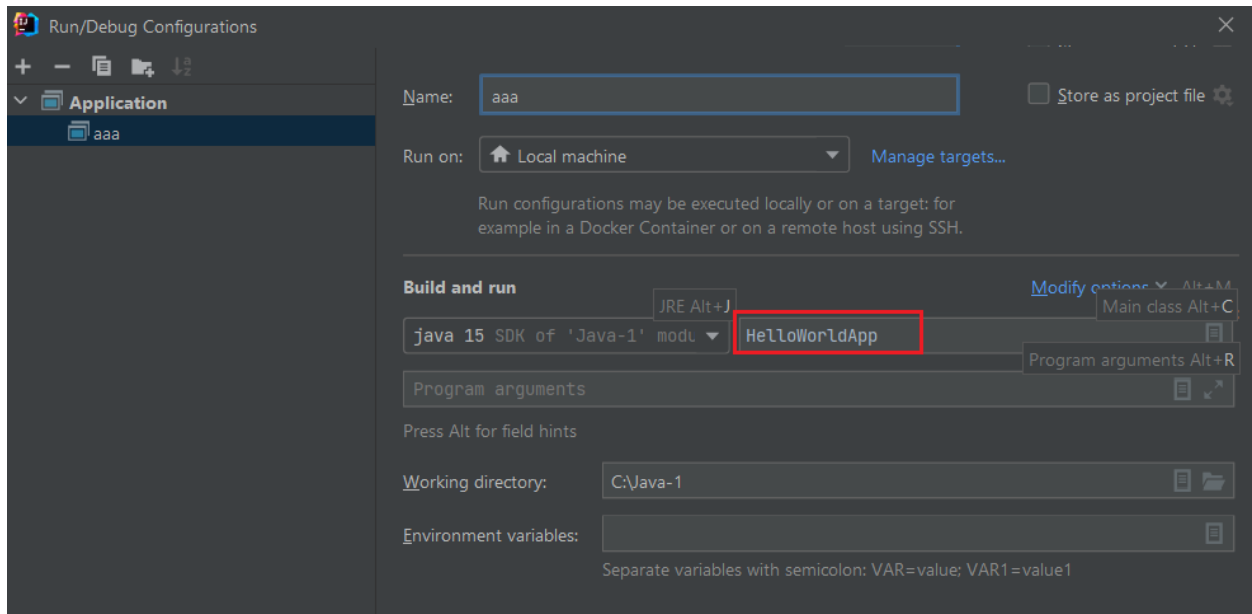 Run/Debug Configurations
Application
aaa
Name: aaa
Store as project file
Run on: Local machine
Manage targets...
Run configurations may be executed locally or on a target: for
example in a Docker Container or on a remote host using SSH.
Build and run
Modify options Alt+M
JRE Alt+J
Main class Alt+C
java 15 SDK of 'Java-1' modu
HelloWorldApp
Program arguments Alt+R
Program arguments
Press Alt for field hints
Working directory: C:\Java-1
Environment variables:
Separate variables with semicolon: VAR=value; VAR1=value1